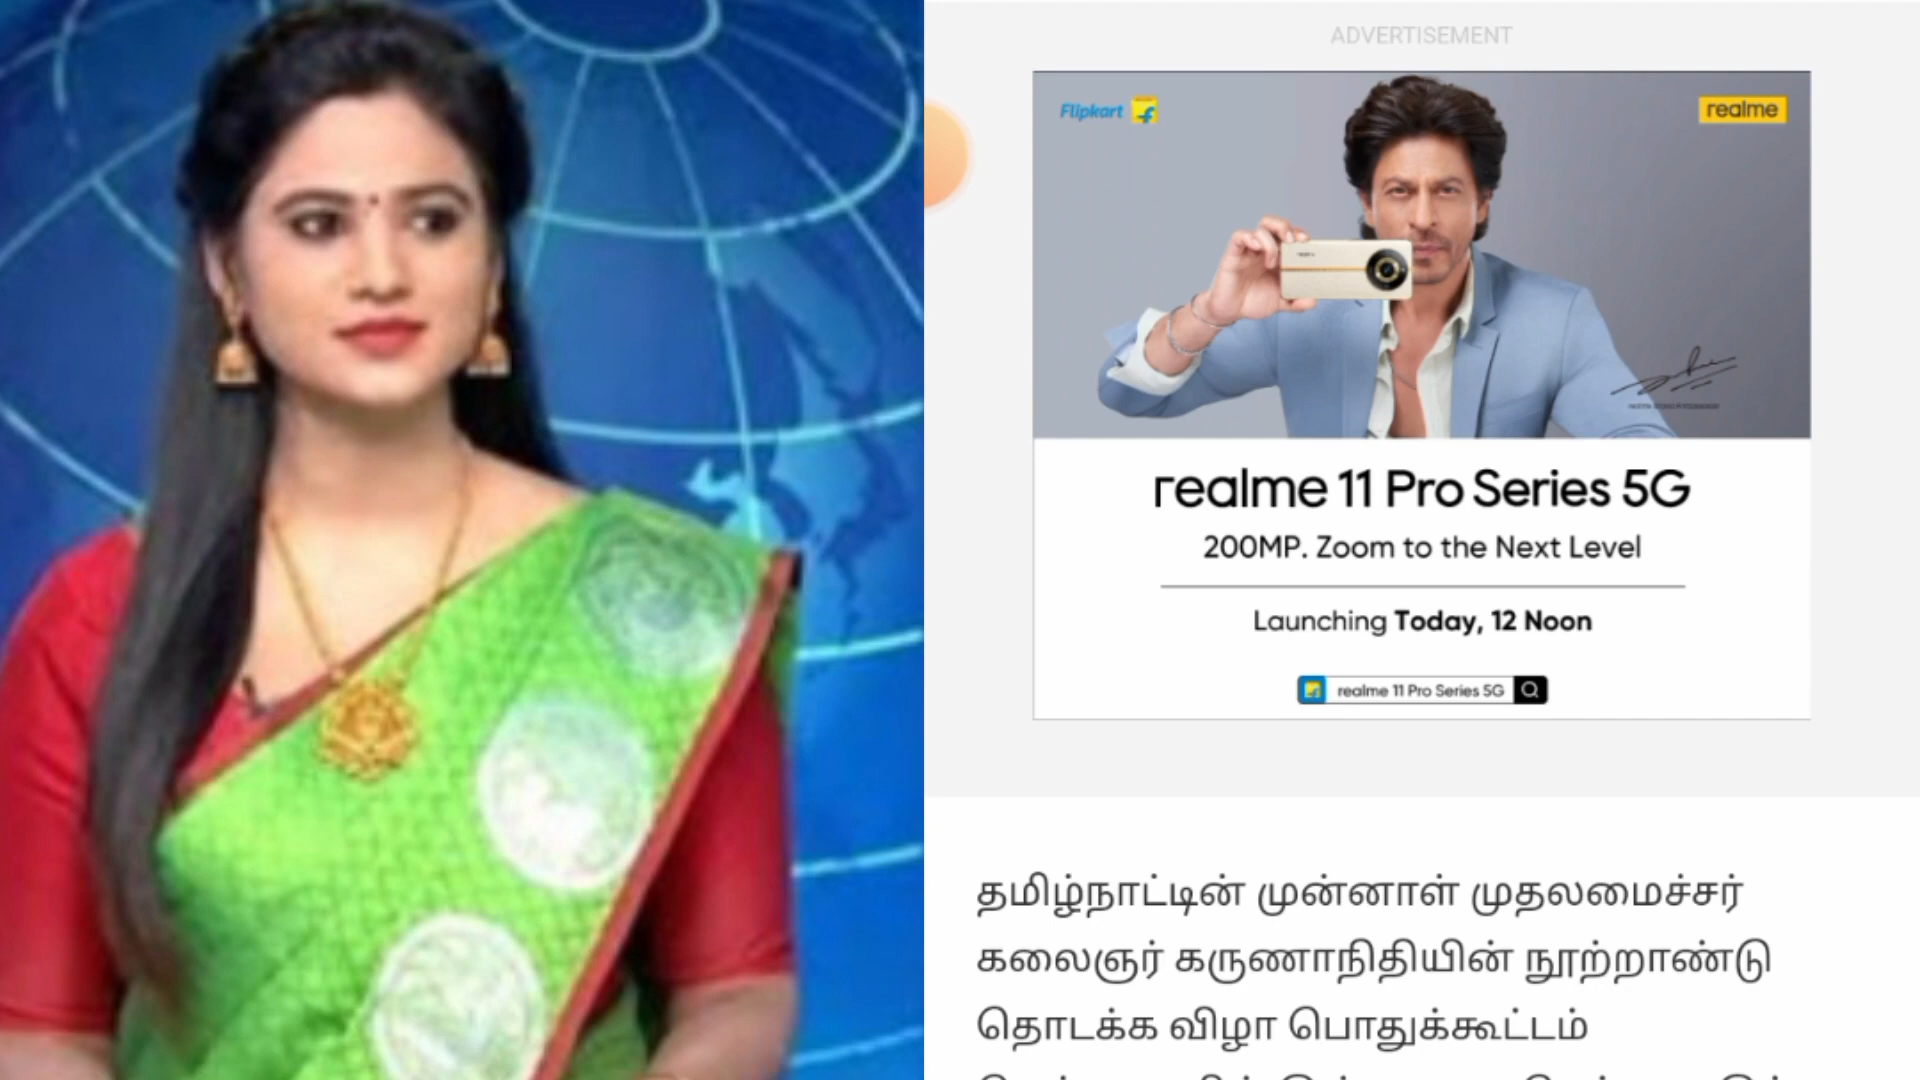 ADVERTISEMENT
Flipkart
realme
realme 11 Pro Series 5G
200MP. Zoom to the Next Level
Launching Today, 12 Noon
realme 11 Pro Series 5G
தமிழ்நாட்டின் முன்னாள் முதலமைச்சர்
கலைஞர் கருணாநிதியின் நூற்றாண்டு
தொடக்க விழா பொதுக்கூட்டம்